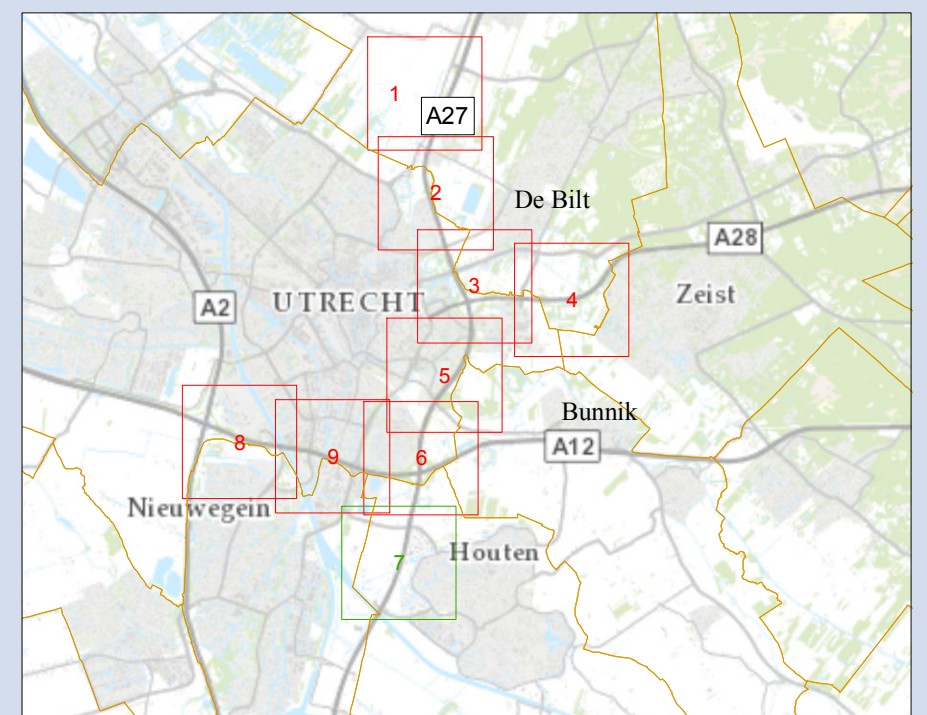 1
A27
2
De Bilt
A28
3
4
Zeist
A2
UTRECHT
5
Bunnik
A12
8
9
6
Nieuwegein
Houten
7